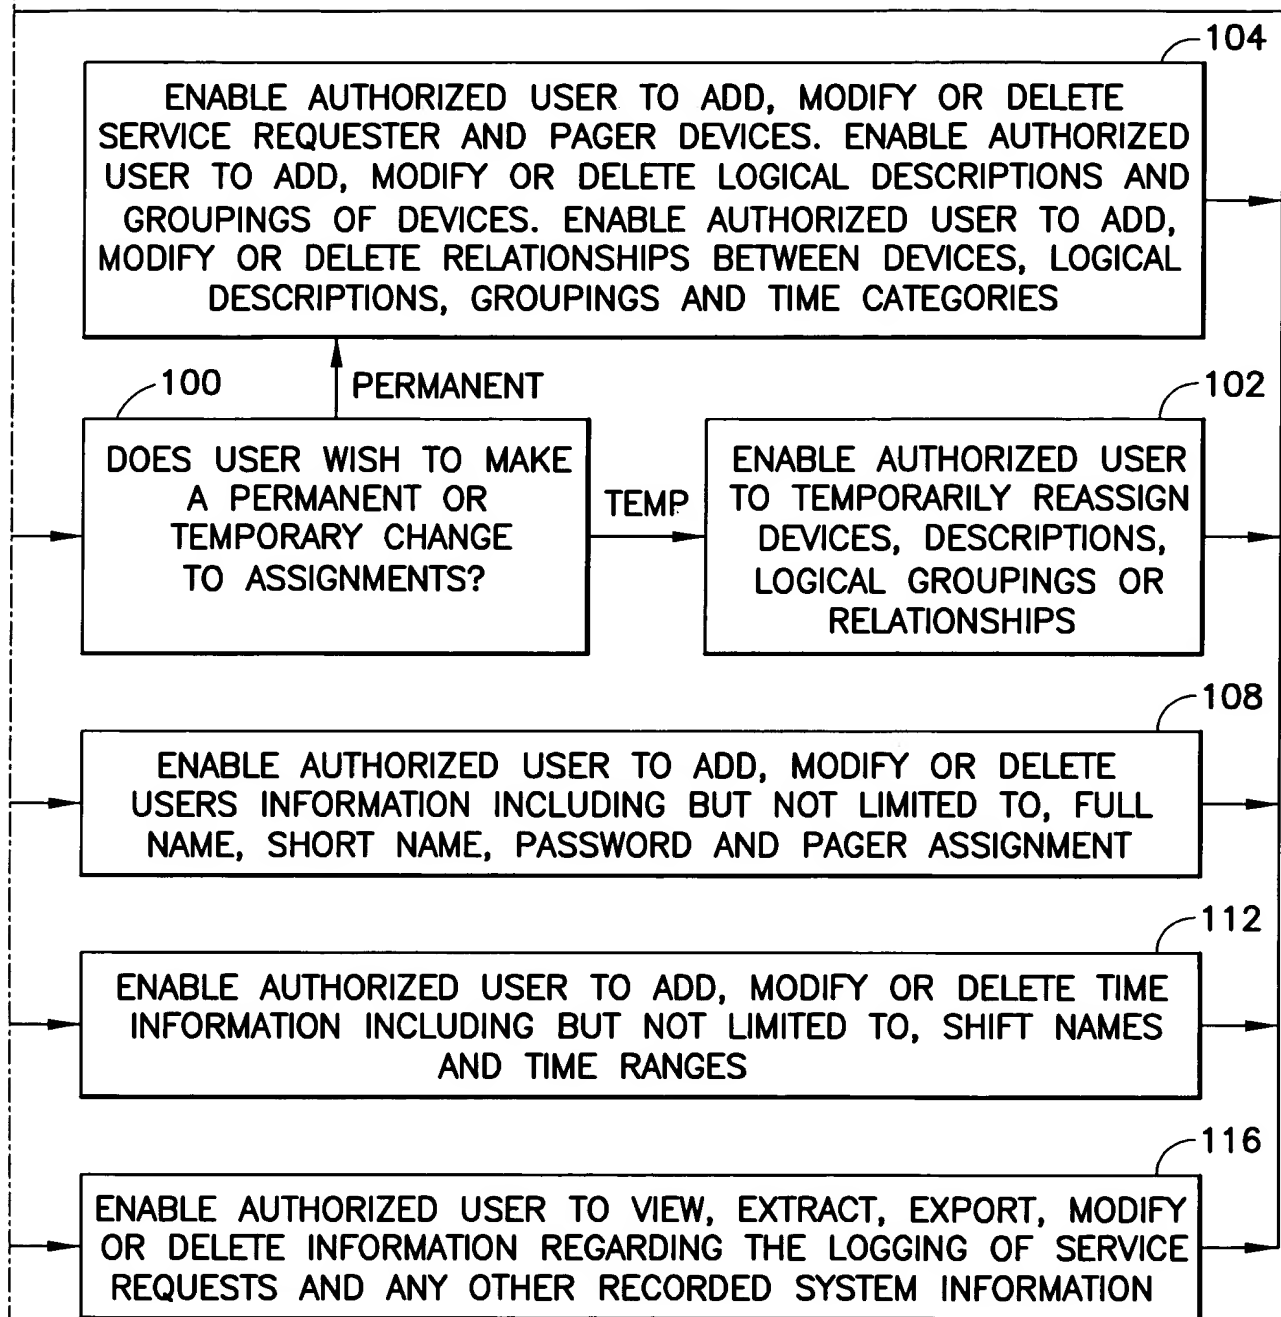 104
ENABLE AUTHORIZED USER TO ADD, MODIFY OR DELETE
SERVICE REQUESTER AND PAGER DEVICES. ENABLE AUTHORIZED
USER TO ADD, MODIFY OR DELETE LOGICAL DESCRIPTIONS AND
GROUPINGS OF DEVICES. ENABLE AUTHORIZED USER TO ADD,
MODIFY OR DELETE RELATIONSHIPS BETWEEN DEVICES, LOGICAL
DESCRIPTIONS, GROUPINGS AND TIME CATEGORIES
100
PERMANENT
DOES USER WISH TO MAKE
A PERMANENT OR
TEMPORARY CHANGE
TO ASSIGNMENTS?
TEMP
102
ENABLE AUTHORIZED USER
TO TEMPORARILY REASSIGN
DEVICES, DESCRIPTIONS,
LOGICAL GROUPINGS OR
RELATIONSHIPS
108
ENABLE AUTHORIZED USER TO ADD, MODIFY OR DELETE
USERS INFORMATION INCLUDING BUT NOT LIMITED TO, FULL
NAME, SHORT NAME, PASSWORD AND PAGER ASSIGNMENT
112
ENABLE AUTHORIZED USER TO ADD, MODIFY OR DELETE TIME
INFORMATION INCLUDING BUT NOT LIMITED TO, SHIFT NAMES
AND TIME RANGES
116
ENABLE AUTHORIZED USER TO VIEW, EXTRACT, EXPORT, MODIFY
OR DELETE INFORMATION REGARDING THE LOGGING OF SERVICE
REQUESTS AND ANY OTHER RECORDED SYSTEM INFORMATION